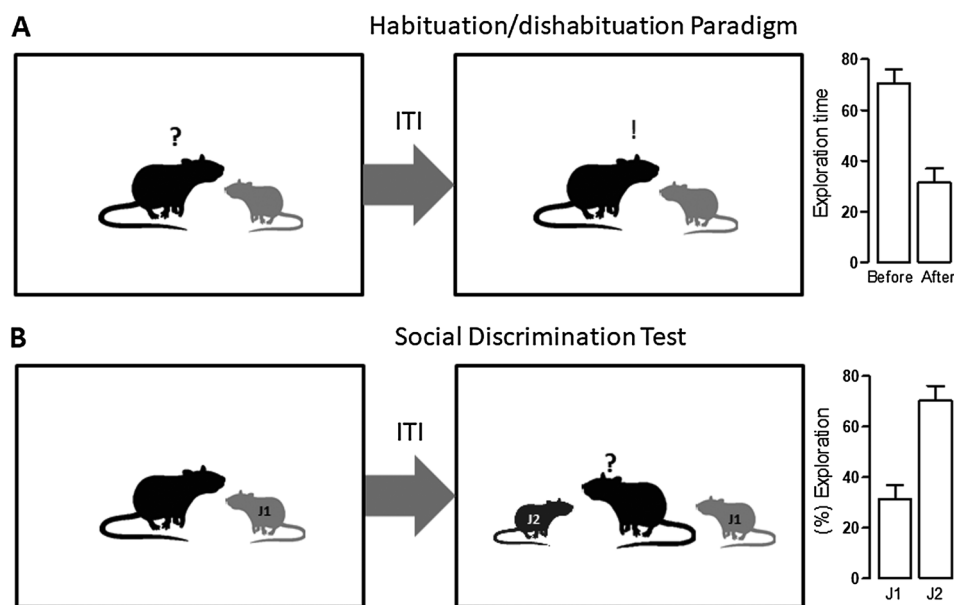 A
Habituation/dishabituation Paradigm
?
ITI
!
Exploration time
80
60
40
20
0
Before After
B
Social Discrimination Test
J1
ITI
?
J2
J1
(%) Exploration
80
60
40
20
0
J1 J2